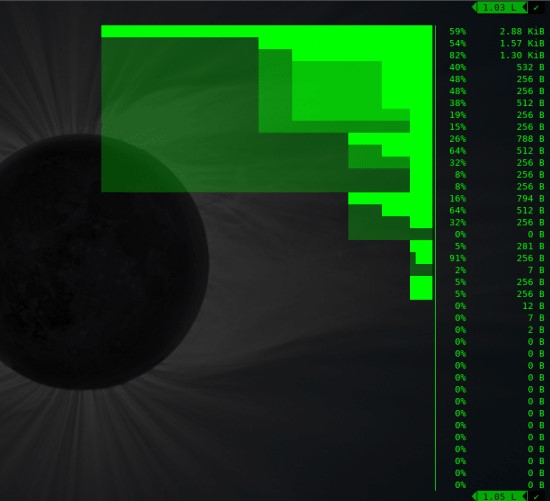 1.03 L ✓
59% 2.88 KiB
54% 1.57 KiB
82% 1.30 KiB
40% 532 B
48% 256 B
48% 256 B
38% 512 B
19% 256 B
15% 256 B
26% 788 B
64% 512 B
32% 256 B
8% 256 B
8% 256 B
16% 794 B
64% 512 B
32% 256 B
0% 0 B
5% 281 B
91% 256 B
2% 7 B
5% 256 B
5% 256 B
0% 12 B
0% 7 B
0% 2 B
0% 0 B
0% 0 B
0% 0 B
0% 0 B
0% 0 B
0% 0 B
0% 0 B
0% 0 B
0% 0 B
0% 0 B
0% 0 B
0% 0 B
0% 0 B
1.05 L ✓